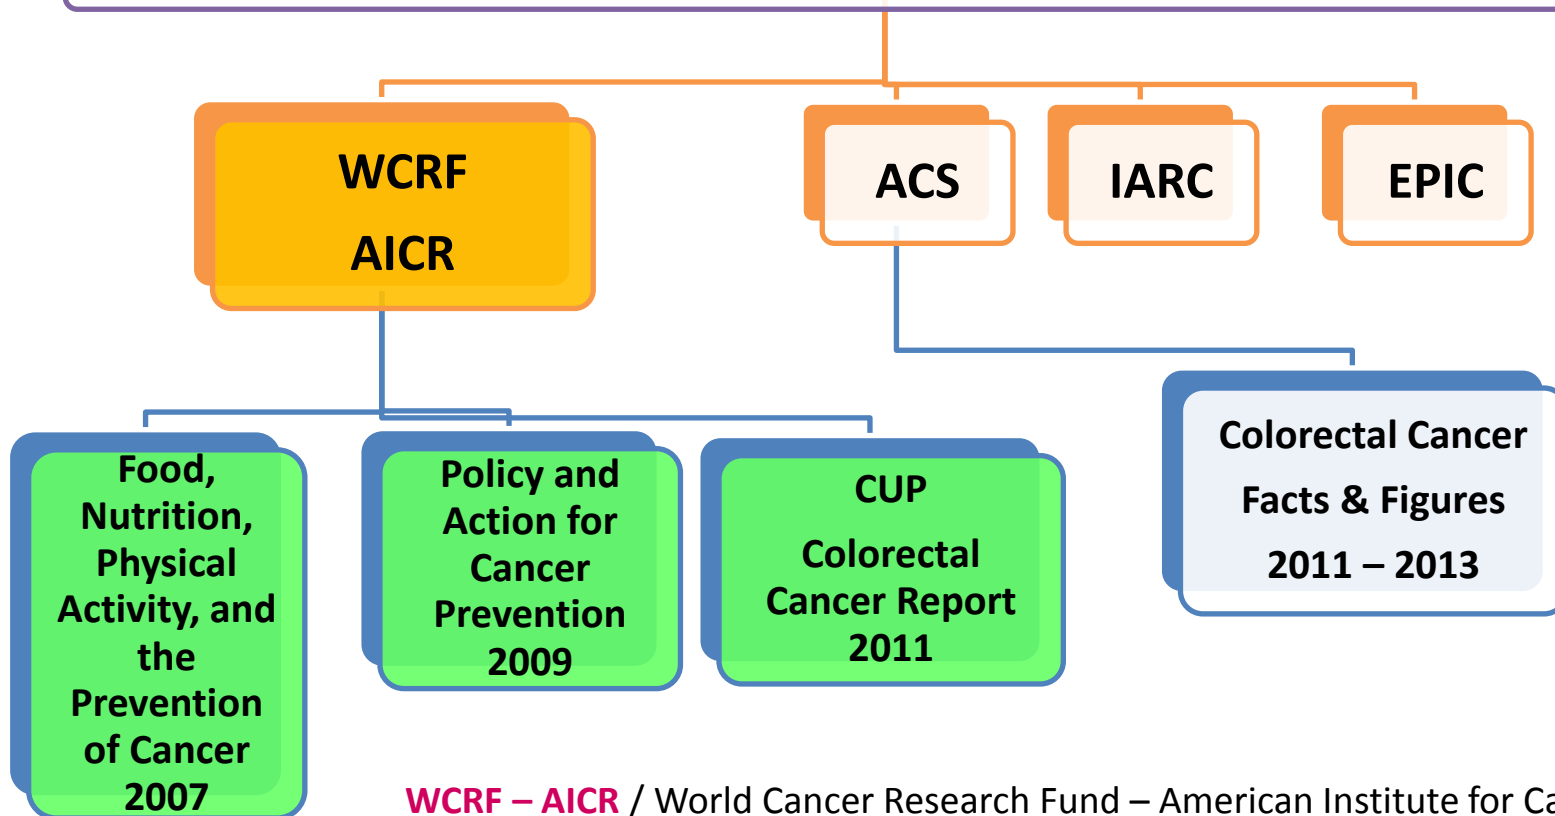 WCRF
AICR
ACS
IARC
EPIC
Food,
Nutrition,
Physical
Activity, and
the
Prevention
of Cancer
2007
Policy and
Action for
Cancer
Prevention
2009
CUP
Colorectal
Cancer Report
2011
Colorectal Cancer
Facts & Figures
2011 – 2013
WCRF – AICR / World Cancer Research Fund – American Institute for